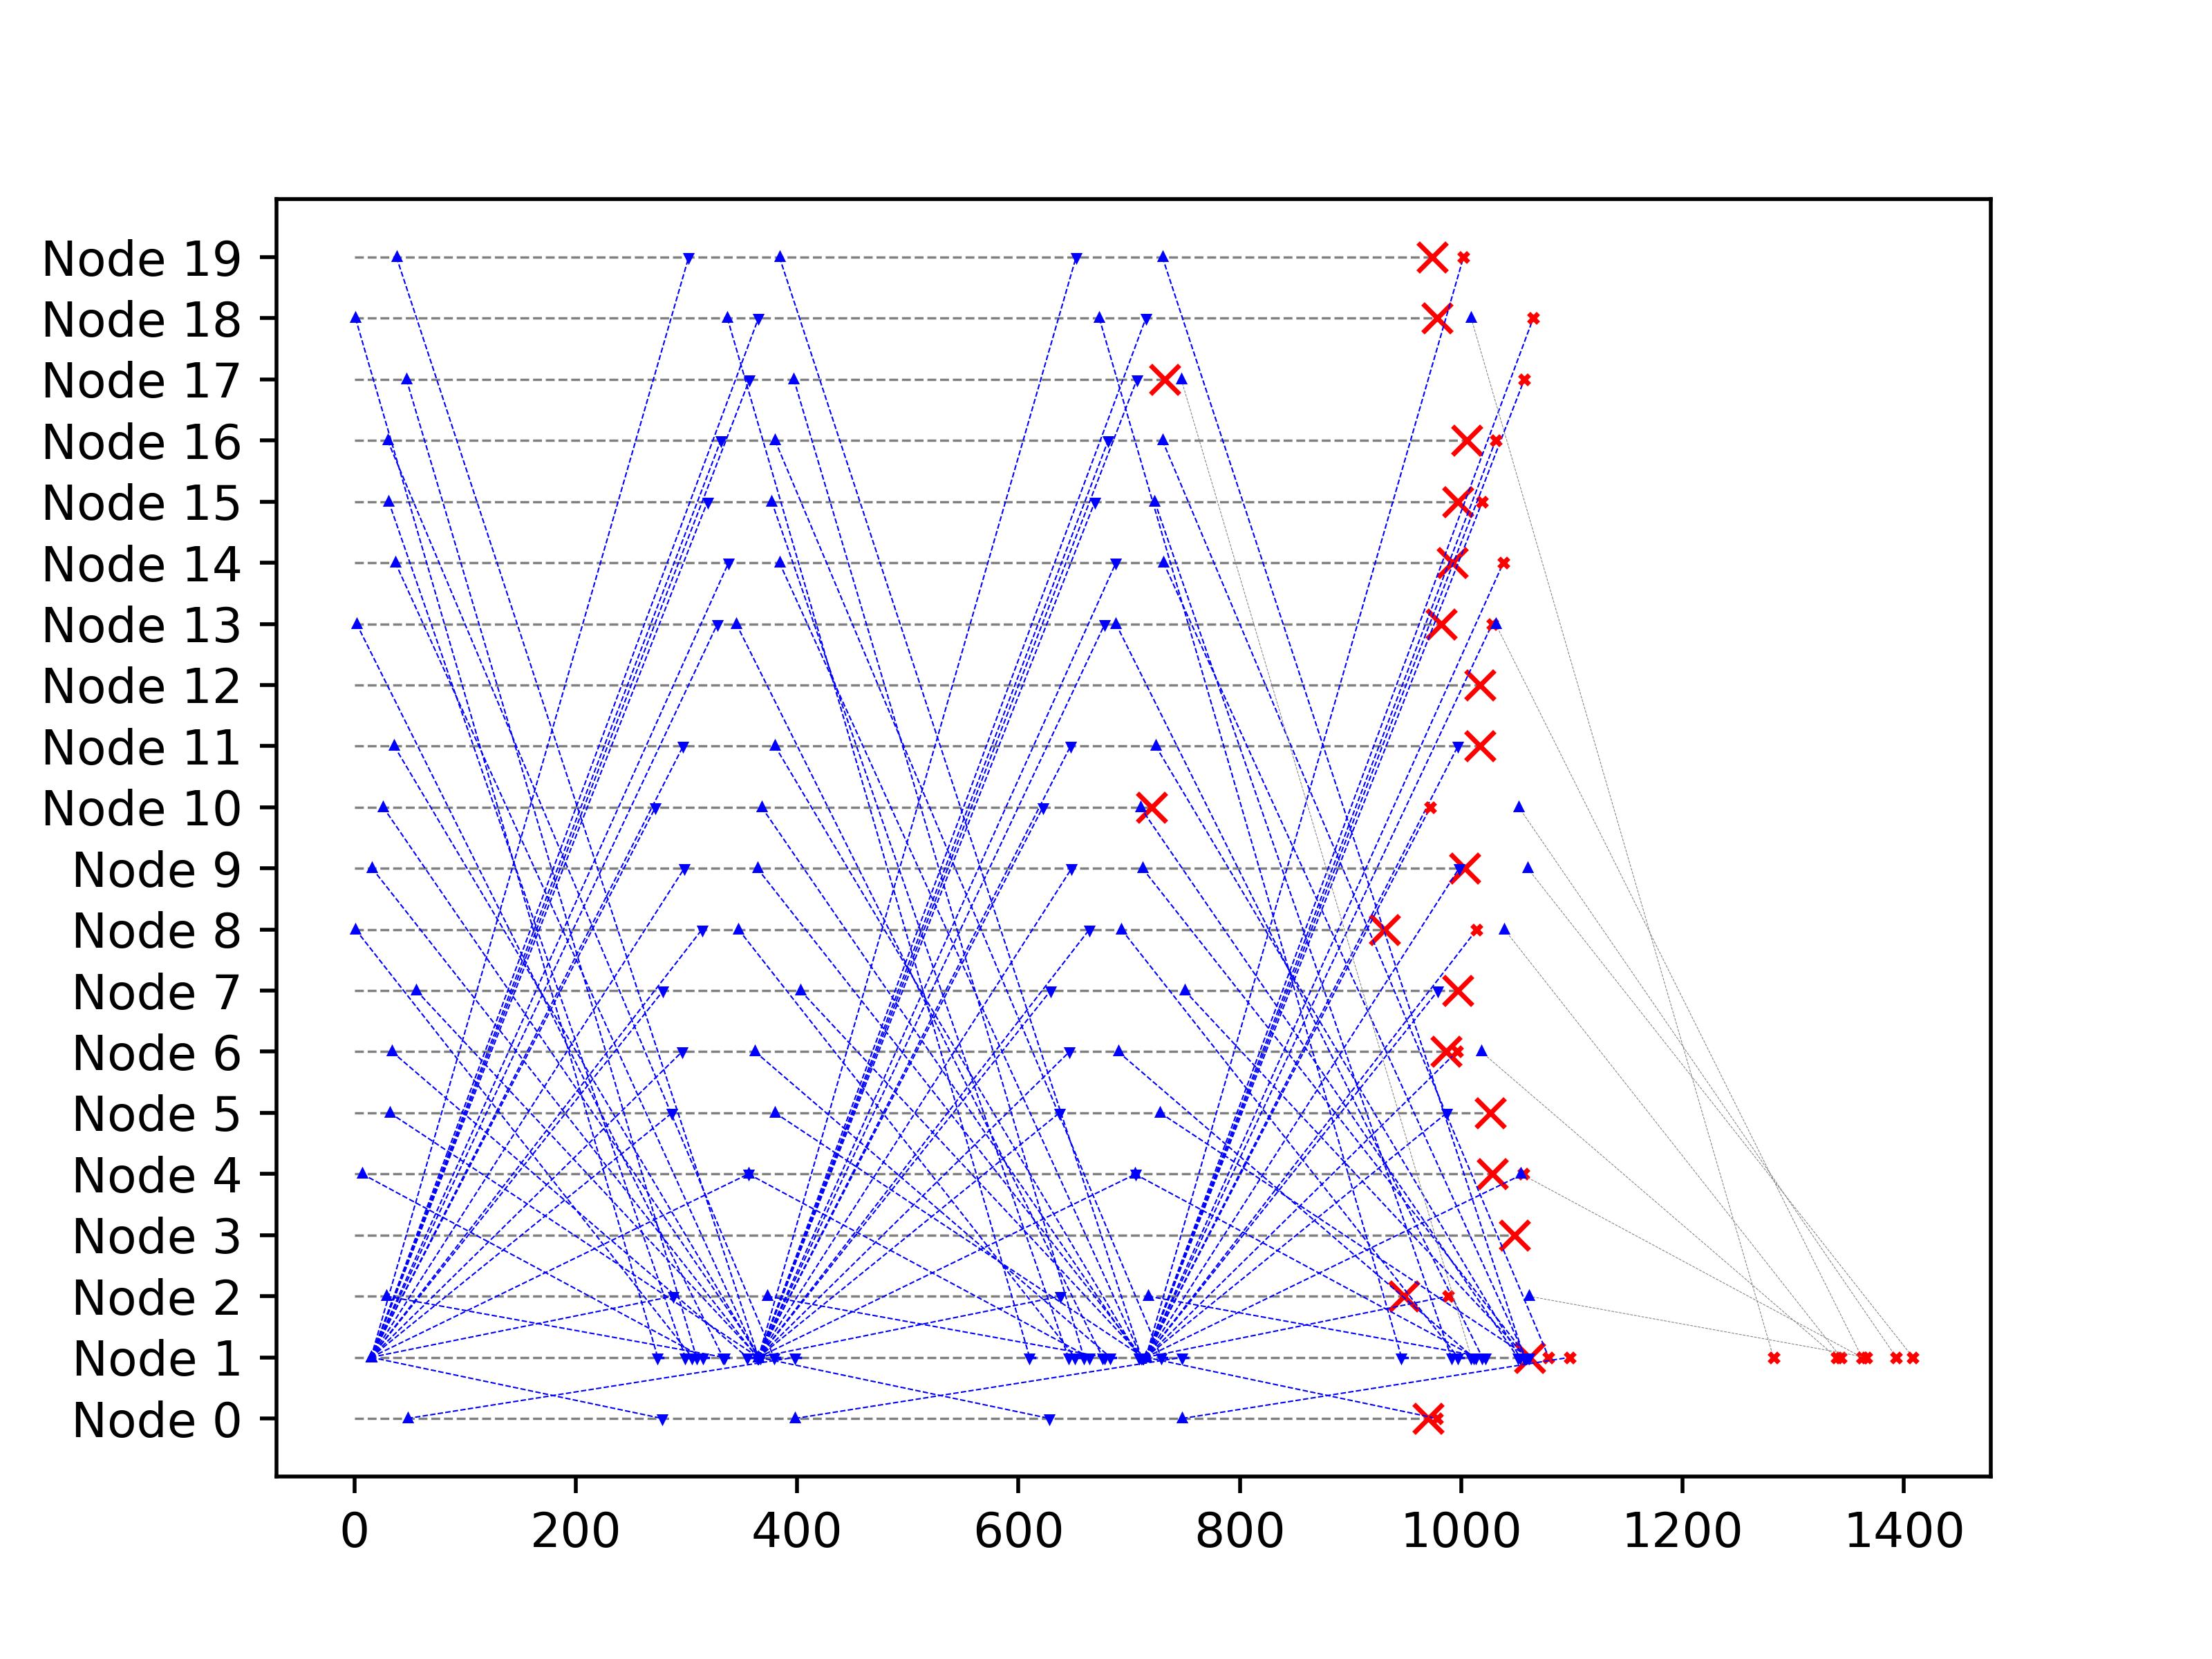 Node 19
Node 18
Node 17
Node 16
Node 15
Node 14
Node 13
Node 12
Node 11
Node 10
Node 9
Node 8
Node 7
Node 6
Node 5
Node 4
Node 3
Node 2
Node 1
Node 0
0 200 400 600 800 1000 1200 1400